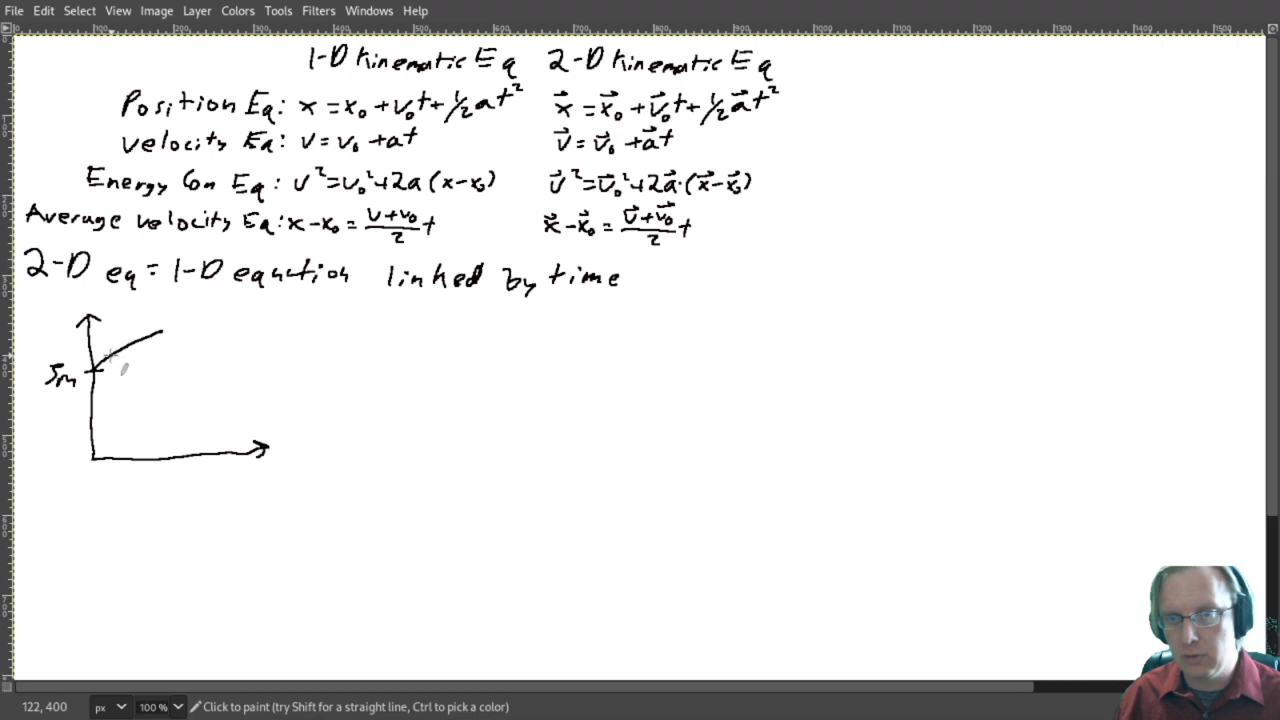 File Edit Select View Image Layer Colors Tools Filters Windows Help
1-D Kinematic Eq 2-D Kinematic Eq
Position Eq: x = x₀ + v₀t + 1/2 at² x⃗ = x⃗₀ + v⃗₀t + 1/2 a⃗t²
velocity Eq: v = v₀ + at v⃗ = v⃗₀ + a⃗t
Energy Con Eq: v² = v₀² + 2a(x-x₀) v⃗² = v⃗₀² + 2a⃗·(x⃗-x⃗₀)
Average velocity Eq: x-x₀ = (v+v₀)/2 t x⃗-x⃗₀ = (v⃗+v⃗₀)/2 t
2-D eq = 1-D equation linked by time
5m
122, 400 px 100 % Click to paint (try Shift for a straight line, Ctrl to pick a color)